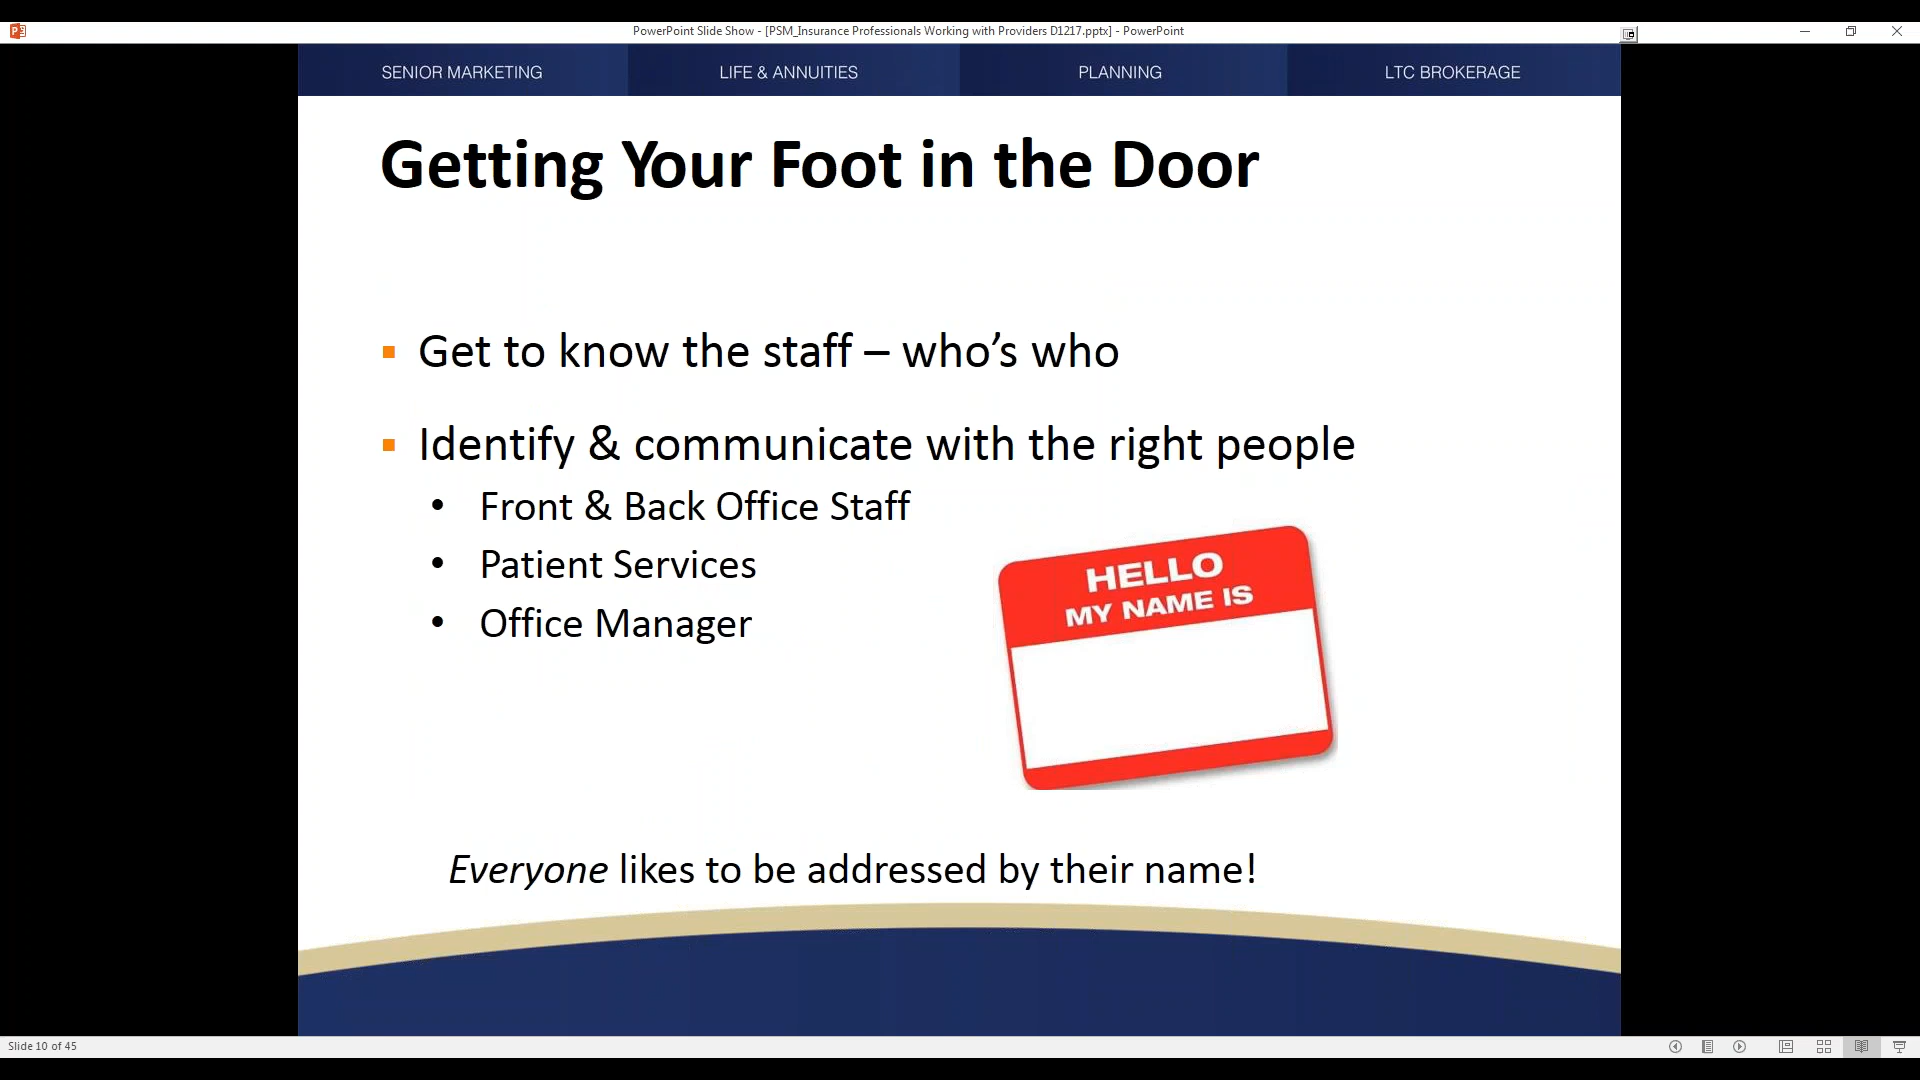 PowerPoint Slide Show - [PSM_Insurance Professionals Working with Providers D1217.pptx] - PowerPoint
SENIOR MARKETING
LIFE & ANNUITIES
PLANNING
LTC BROKERAGE
Getting Your Foot in the Door
▪ Get to know the staff – who’s who
▪ Identify & communicate with the right people
• Front & Back Office Staff
• Patient Services
• Office Manager
HELLO
MY NAME IS
Everyone likes to be addressed by their name!
Slide 10 of 45